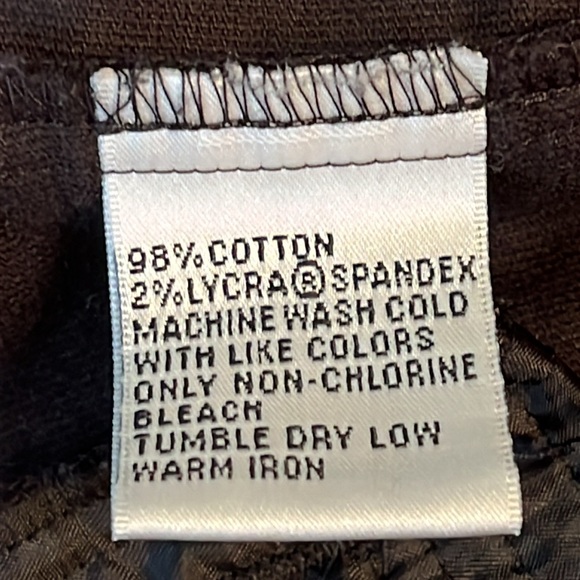 98% COTTON
2% LYCRA® SPANDEX
MACHINE WASH COLD
WITH LIKE COLORS
ONLY NON-CHLORINE
BLEACH
TUMBLE DRY LOW
WARM IRON